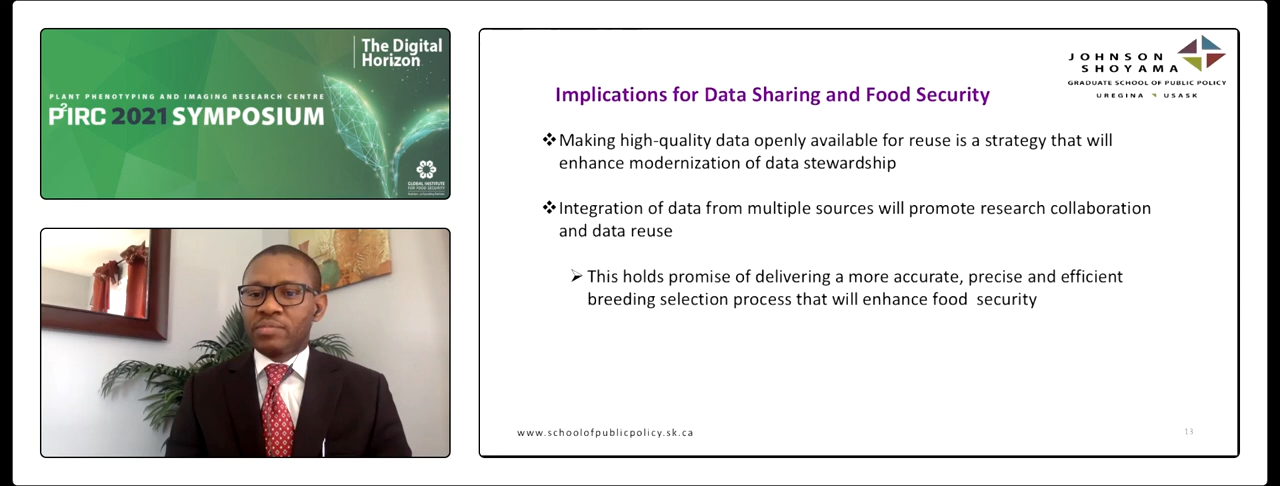 The Digital
Horizon
PLANT PHENOTYPING AND IMAGING RESEARCH CENTRE
P²IRC 2021 SYMPOSIUM
GLOBAL INSTITUTE
FOR FOOD SECURITY
JOHNSON
SHOYAMA
GRADUATE SCHOOL OF PUBLIC POLICY
UREGINA USASK
Implications for Data Sharing and Food Security
❖Making high-quality data openly available for reuse is a strategy that will
enhance modernization of data stewardship
❖Integration of data from multiple sources will promote research collaboration
and data reuse
➢ This holds promise of delivering a more accurate, precise and efficient
breeding selection process that will enhance food  security
www.schoolofpublicpolicy.sk.ca
13